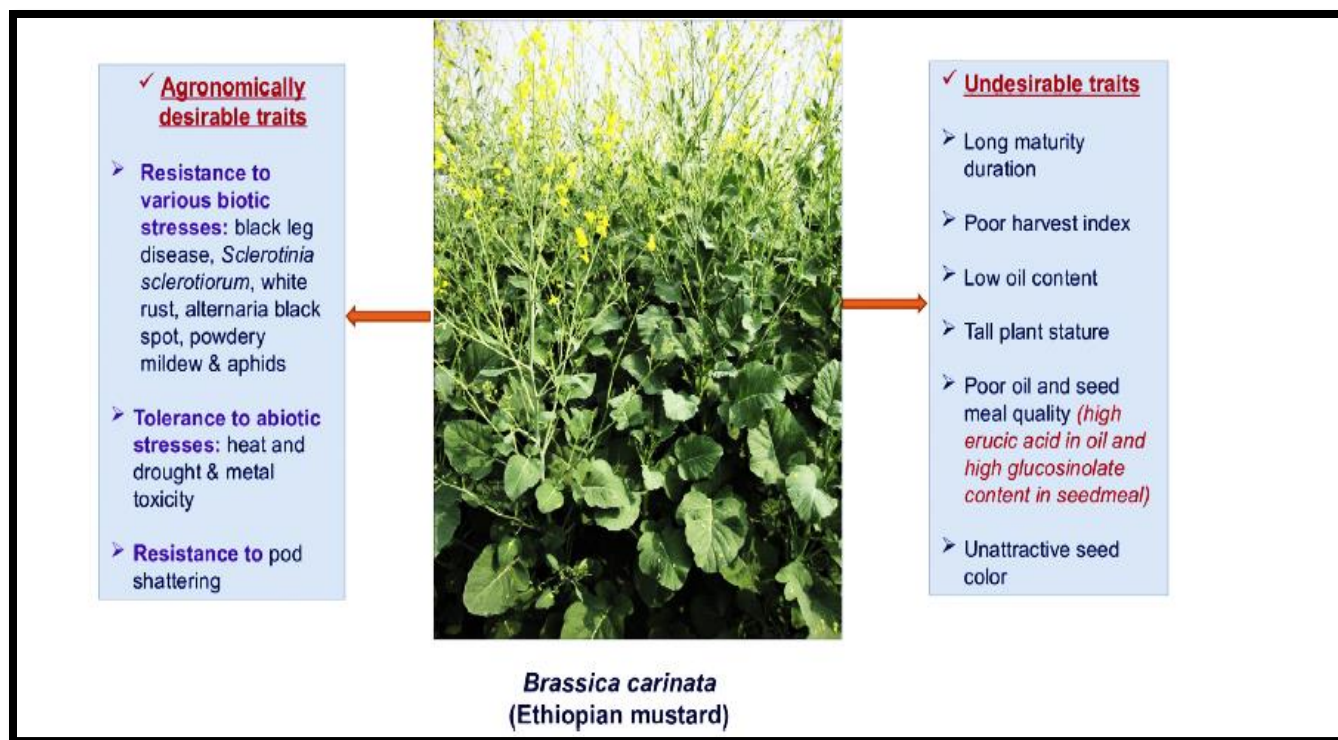 ✓ Agronomically
desirable traits
➢ Resistance to
various biotic
stresses: black leg
disease, Sclerotinia
sclerotiorum, white
rust, alternaria black
spot, powdery
mildew & aphids
➢ Tolerance to abiotic
stresses: heat and
drought & metal
toxicity
➢ Resistance to pod
shattering
✓ Undesirable traits
➢ Long maturity
duration
➢ Poor harvest index
➢ Low oil content
➢ Tall plant stature
➢ Poor oil and seed
meal quality (high
erucic acid in oil and
high glucosinolate
content in seedmeal)
➢ Unattractive seed
color
Brassica carinata
(Ethiopian mustard)